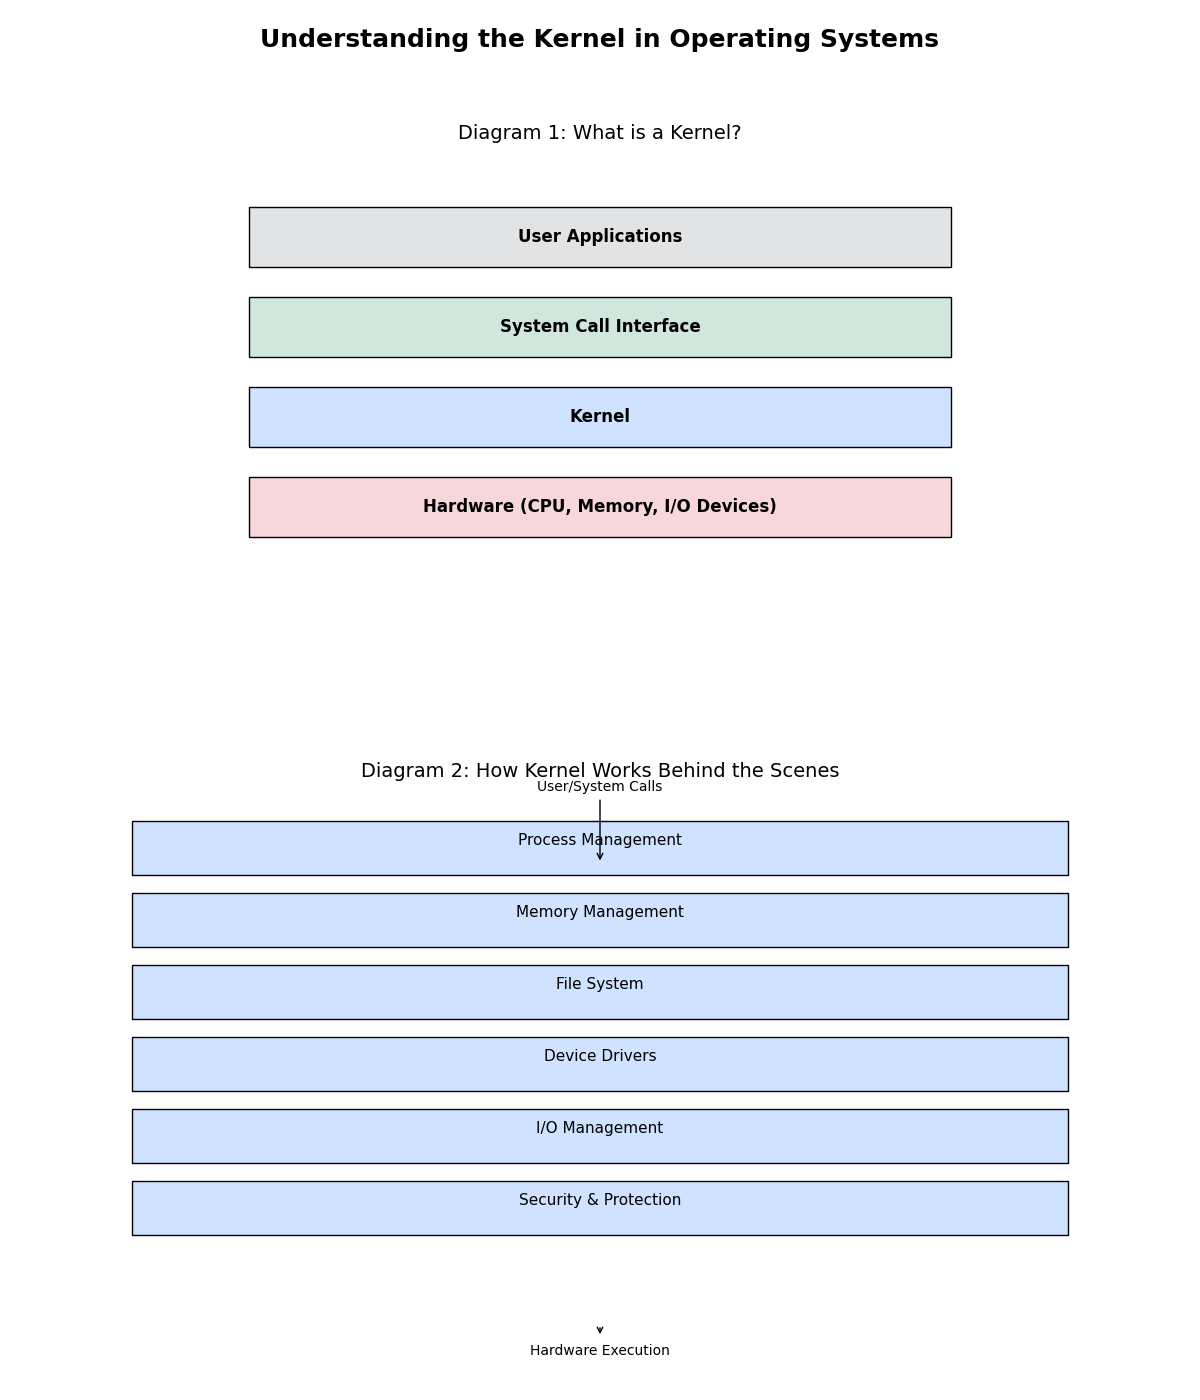 Understanding the Kernel in Operating Systems
Diagram 1: What is a Kernel?
User Applications
System Call Interface
Kernel
Hardware (CPU, Memory, I/O Devices)
Diagram 2: How Kernel Works Behind the Scenes
User/System Calls
Process Management
Memory Management
File System
Device Drivers
I/O Management
Security & Protection
Hardware Execution